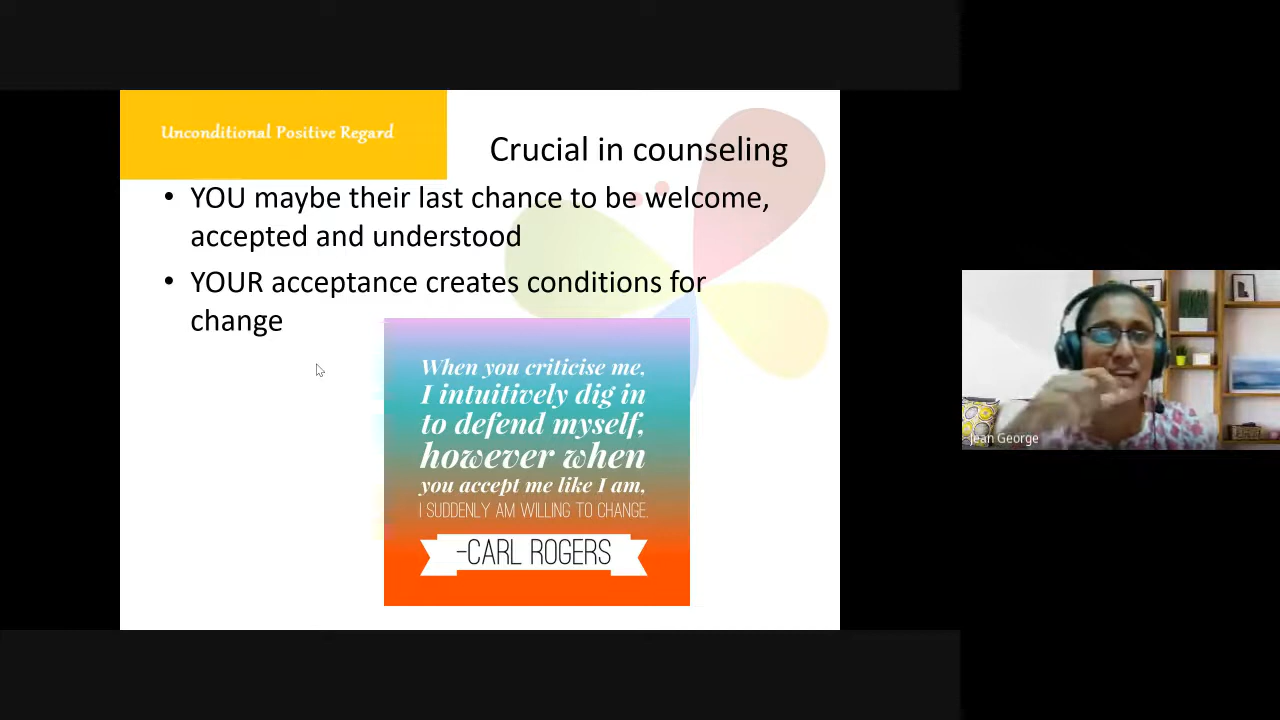 Unconditional Positive Regard
Crucial in counseling
• YOU maybe their last chance to be welcome,
accepted and understood
• YOUR acceptance creates conditions for
change
When you criticise me,
I intuitively dig in
to defend myself,
however when
you accept me like I am,
I SUDDENLY AM WILLING TO CHANGE.
-CARL ROGERS
Jean George